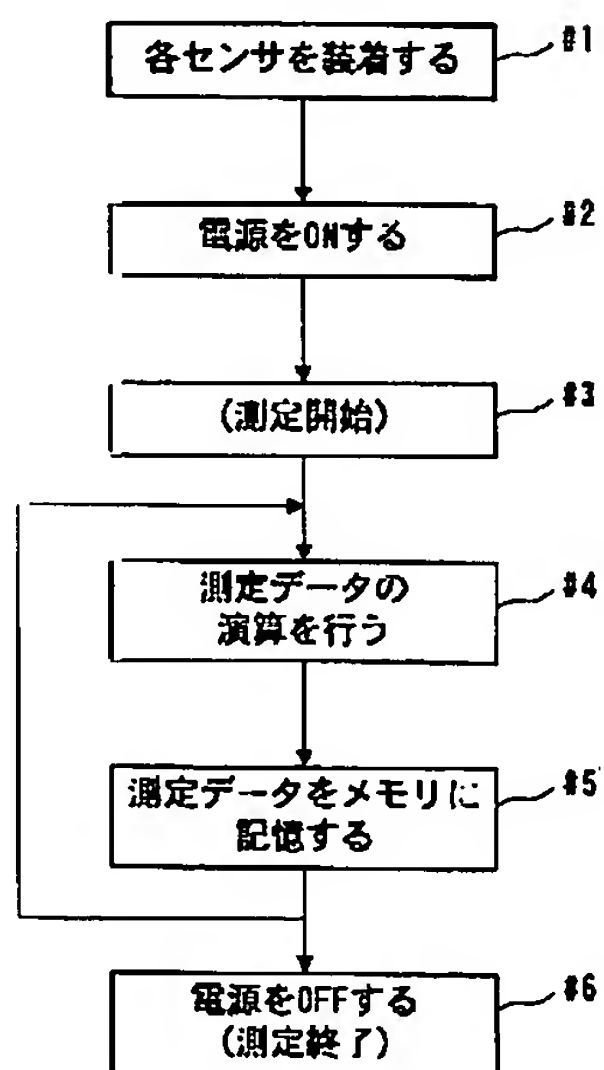 各センサを装着する #1
電源をONする #2
(測定開始) #3
測定データの #4
演算を行う
測定データをメモリに #5
記憶する
電源をOFFする #6
(測定終了)